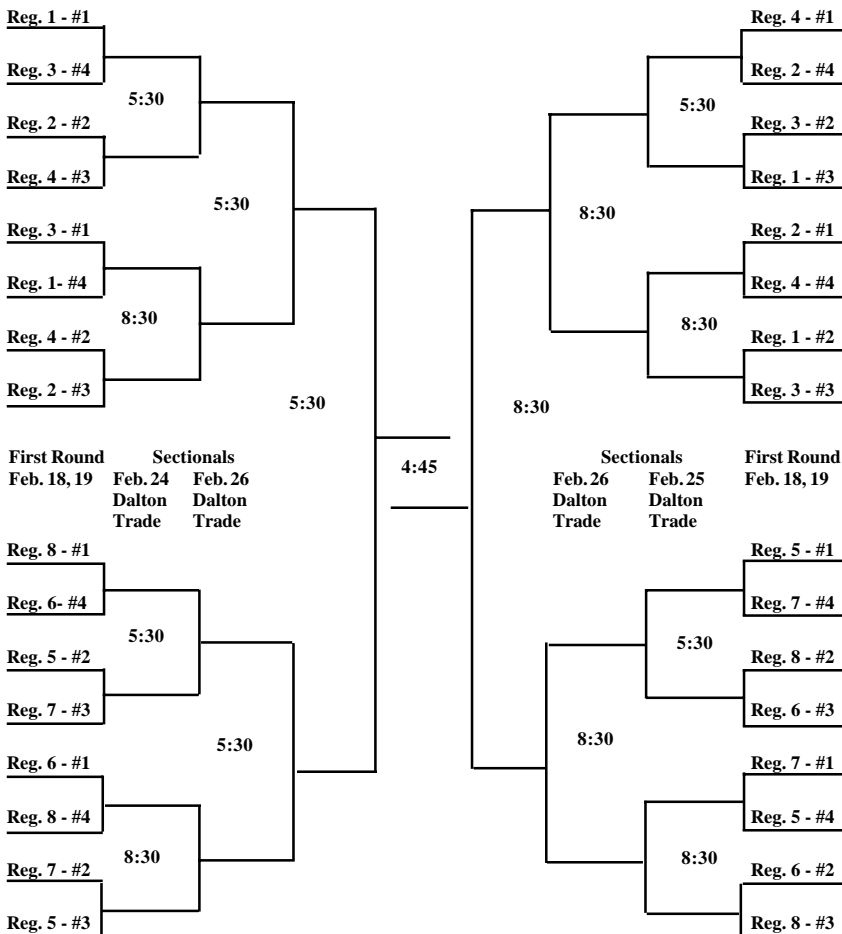 Reg. 1 - #1
Reg. 3 - #4
5:30
Reg. 2 - #2
Reg. 4 - #3
5:30
Reg. 3 - #1
Reg. 1- #4
8:30
Reg. 4 - #2
Reg. 2 - #3
5:30
First Round
Feb. 18, 19
Sectionals
Feb. 24 Feb. 26
Dalton Dalton
Trade Trade
Reg. 8 - #1
Reg. 6- #4
5:30
Reg. 5 - #2
Reg. 7 - #3
5:30
Reg. 6 - #1
Reg. 8 - #4
8:30
Reg. 7 - #2
Reg. 5 - #3
4:45
Reg. 4 - #1
Reg. 2 - #4
5:30
Reg. 3 - #2
Reg. 1 - #3
8:30
Reg. 2 - #1
Reg. 4 - #4
8:30
Reg. 1 - #2
Reg. 3 - #3
8:30
Sectionals
Feb. 26 Feb. 25
Dalton Dalton
Trade Trade
First Round
Feb. 18, 19
Reg. 5 - #1
Reg. 7 - #4
5:30
Reg. 8 - #2
Reg. 6 - #3
8:30
Reg. 7 - #1
Reg. 5 - #4
8:30
Reg. 6 - #2
Reg. 8 - #3